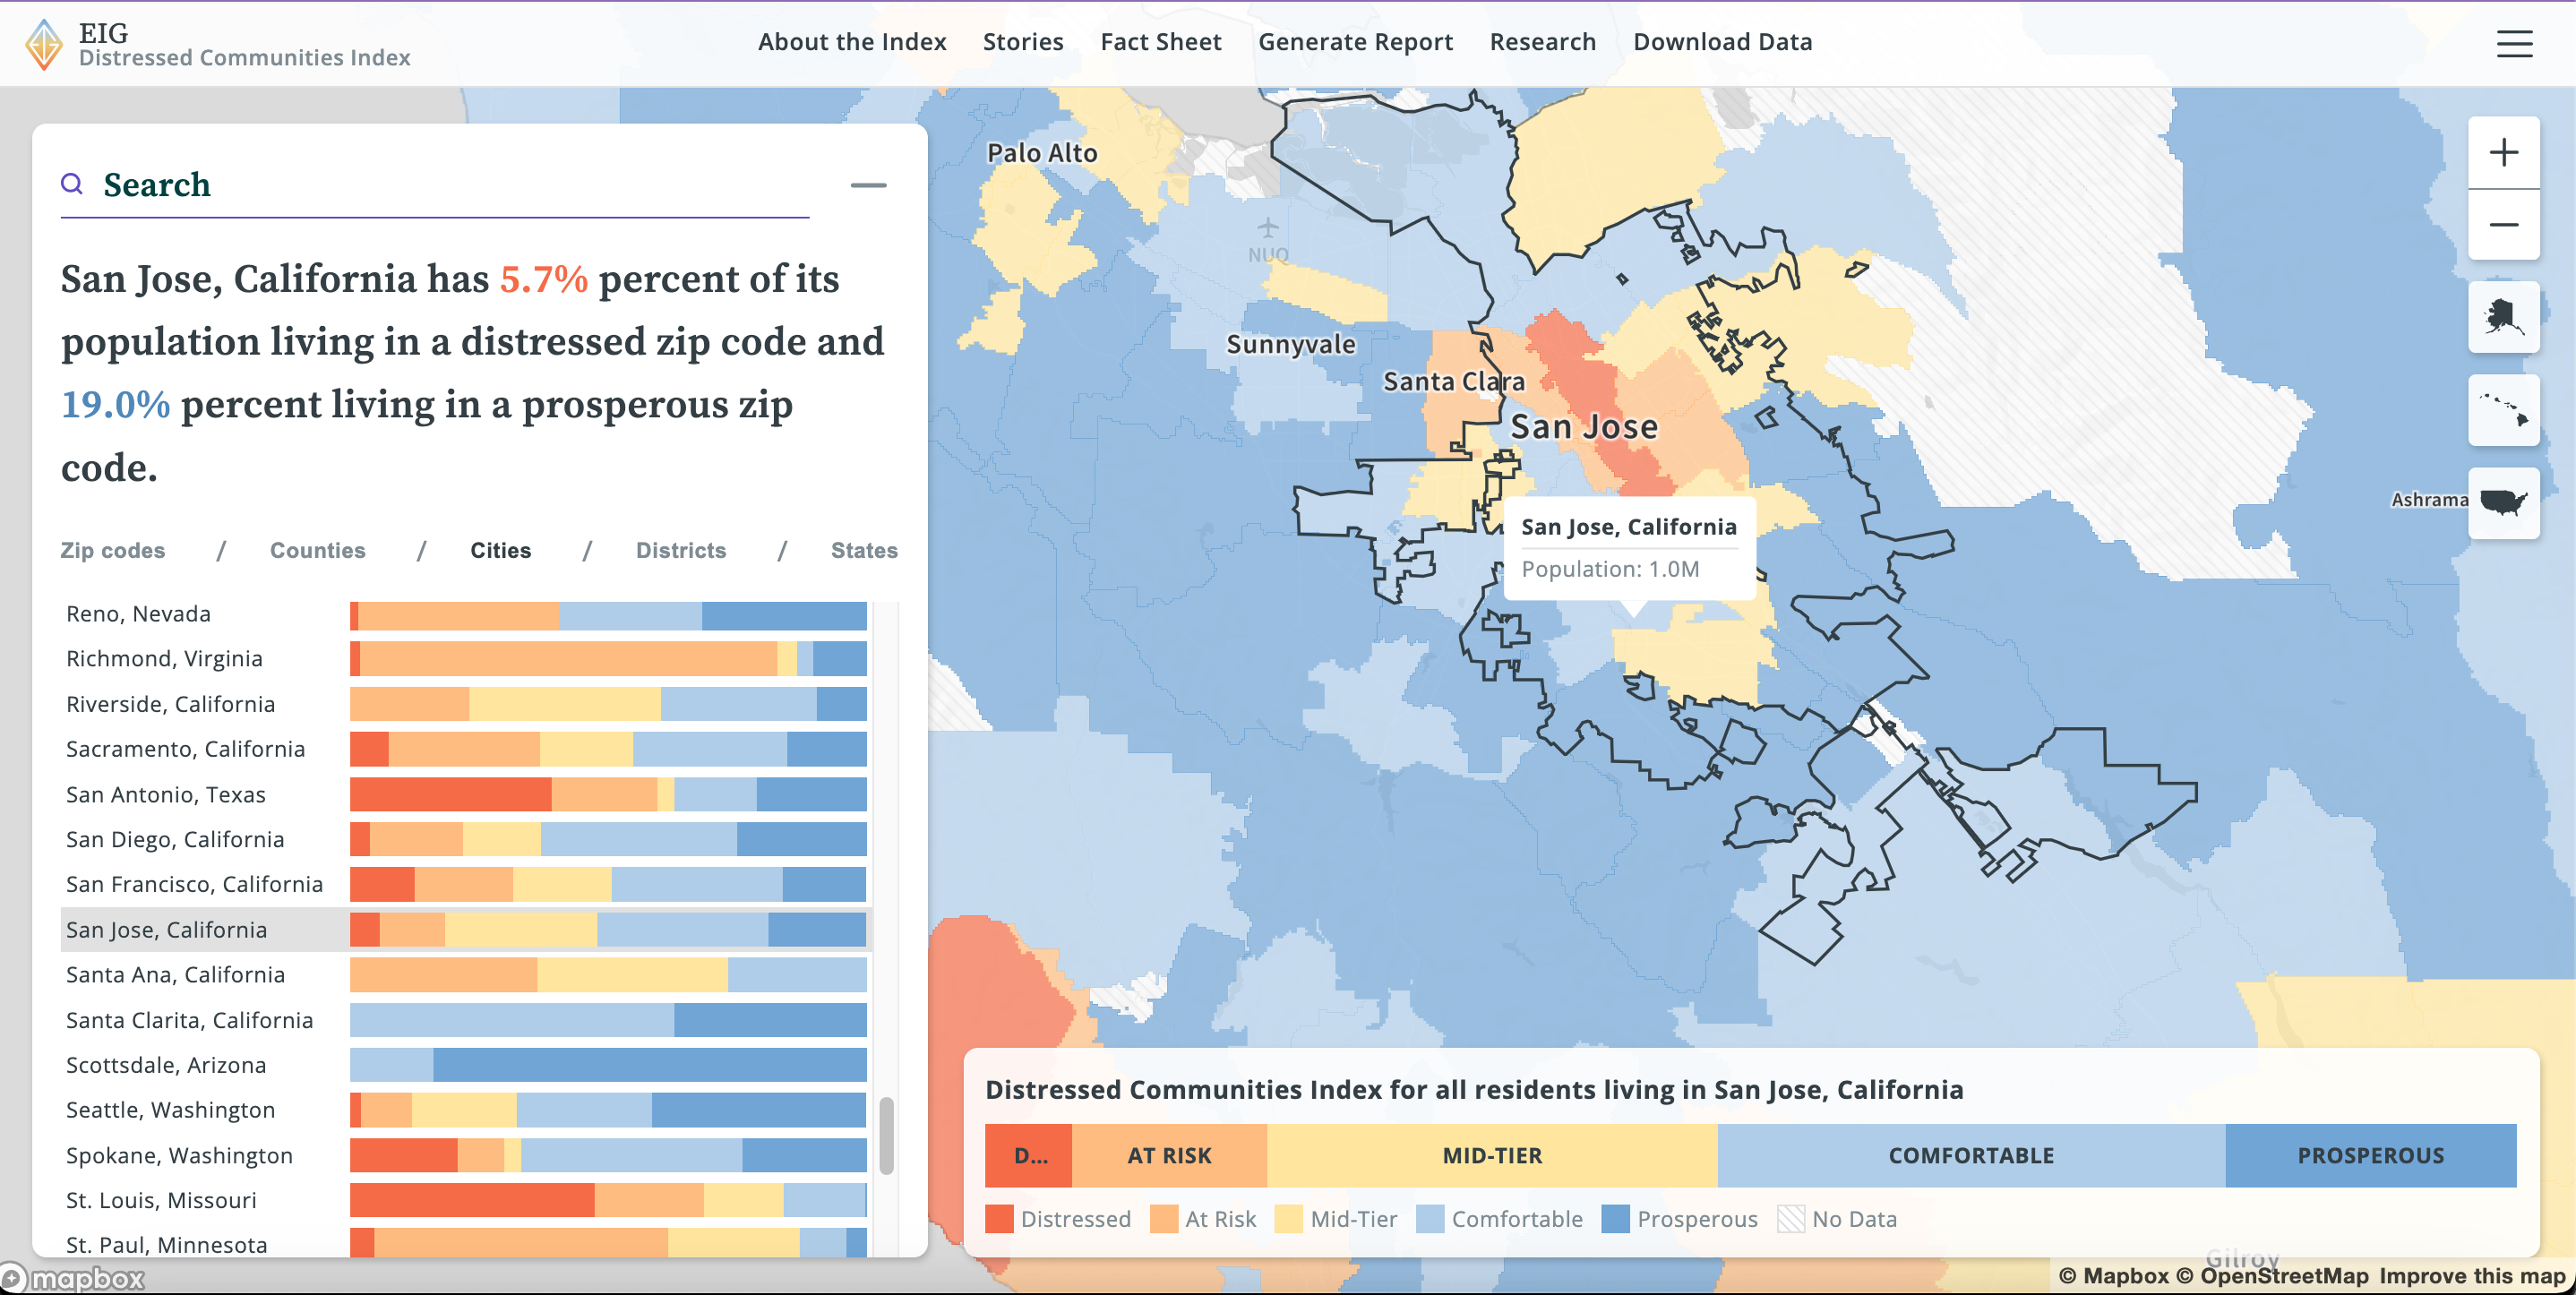 EIG
Distressed Communities Index
About the Index
Stories
Fact Sheet
Generate Report
Research
Download Data
Search
San Jose, California has 5.7% percent of its
population living in a distressed zip code and
19.0% percent living in a prosperous zip
code.
Zip codes / Counties / Cities / Districts / States
Reno, Nevada
Richmond, Virginia
Riverside, California
Sacramento, California
San Antonio, Texas
San Diego, California
San Francisco, California
San Jose, California
Santa Ana, California
Santa Clarita, California
Scottsdale, Arizona
Seattle, Washington
Spokane, Washington
St. Louis, Missouri
St. Paul, Minnesota
Palo Alto
NUQ
Sunnyvale
Santa Clara
San Jose
San Jose, California
Population: 1.0M
Ashrama
Distressed Communities Index for all residents living in San Jose, California
D...
AT RISK
MID-TIER
COMFORTABLE
PROSPEROUS
Distressed
At Risk
Mid-Tier
Comfortable
Prosperous
No Data
Gilroy
mapbox
© Mapbox © OpenStreetMap Improve this map